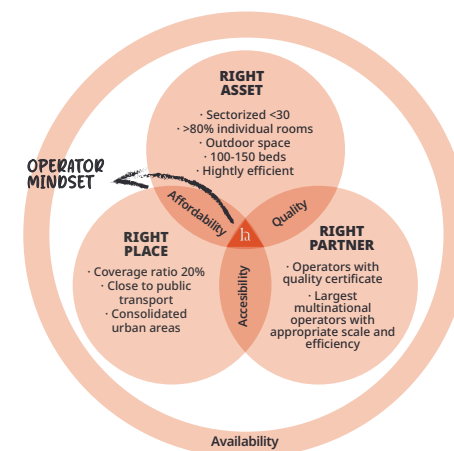 RIGHT
ASSET
· Sectorized <30
· >80% individual rooms
· Outdoor space
· 100-150 beds
· Hightly efficient
OPERATOR
MINDSET
Affordability
Quality
RIGHT
PLACE
· Coverage ratio 20%
· Close to public
transport
· Consolidated
urban areas
RIGHT
PARTNER
· Operators with
quality certificate
· Largest
multinational
operators with
appropriate scale and
efficiency
Accesibility
Availability